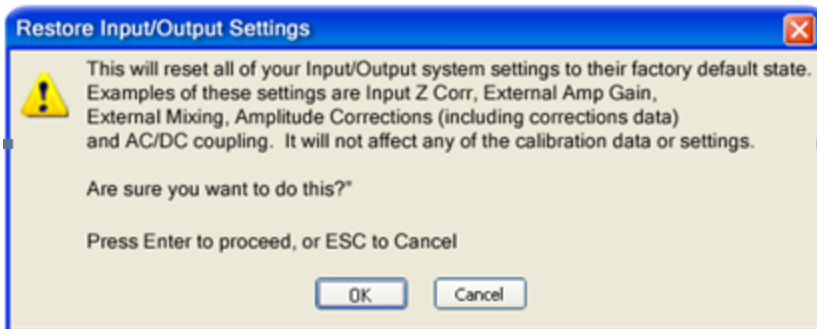 Restore Input/Output Settings
This will reset all of your Input/Output system settings to their factory default state.
Examples of these settings are Input Z Corr, External Amp Gain,
External Mixing, Amplitude Corrections (including corrections data)
and AC/DC coupling.  It will not affect any of the calibration data or settings.
Are sure you want to do this?"
Press Enter to proceed, or ESC to Cancel
OK Cancel